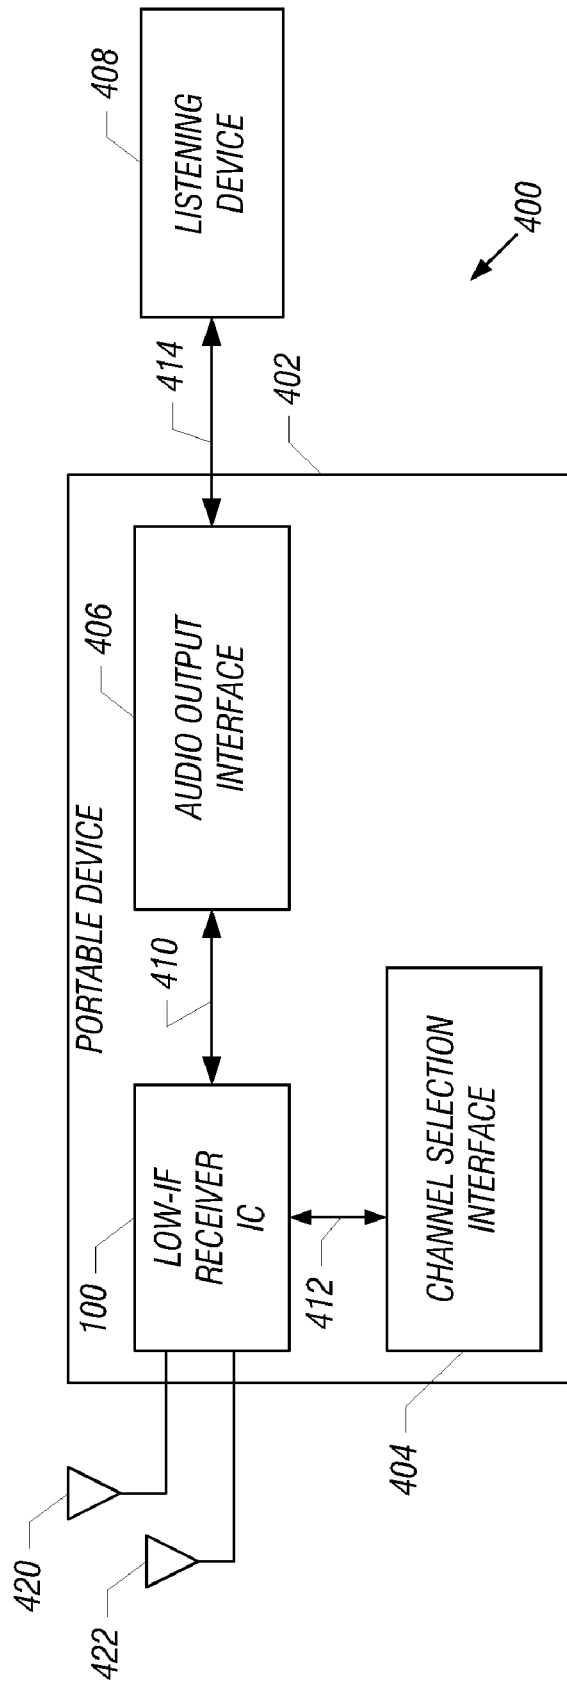 420
422
PORTABLE DEVICE
100
LOW-IF
RECEIVER
IC
410
406
AUDIO OUTPUT
INTERFACE
414
408
LISTENING
DEVICE
412
404
CHANNEL SELECTION
INTERFACE
402
400